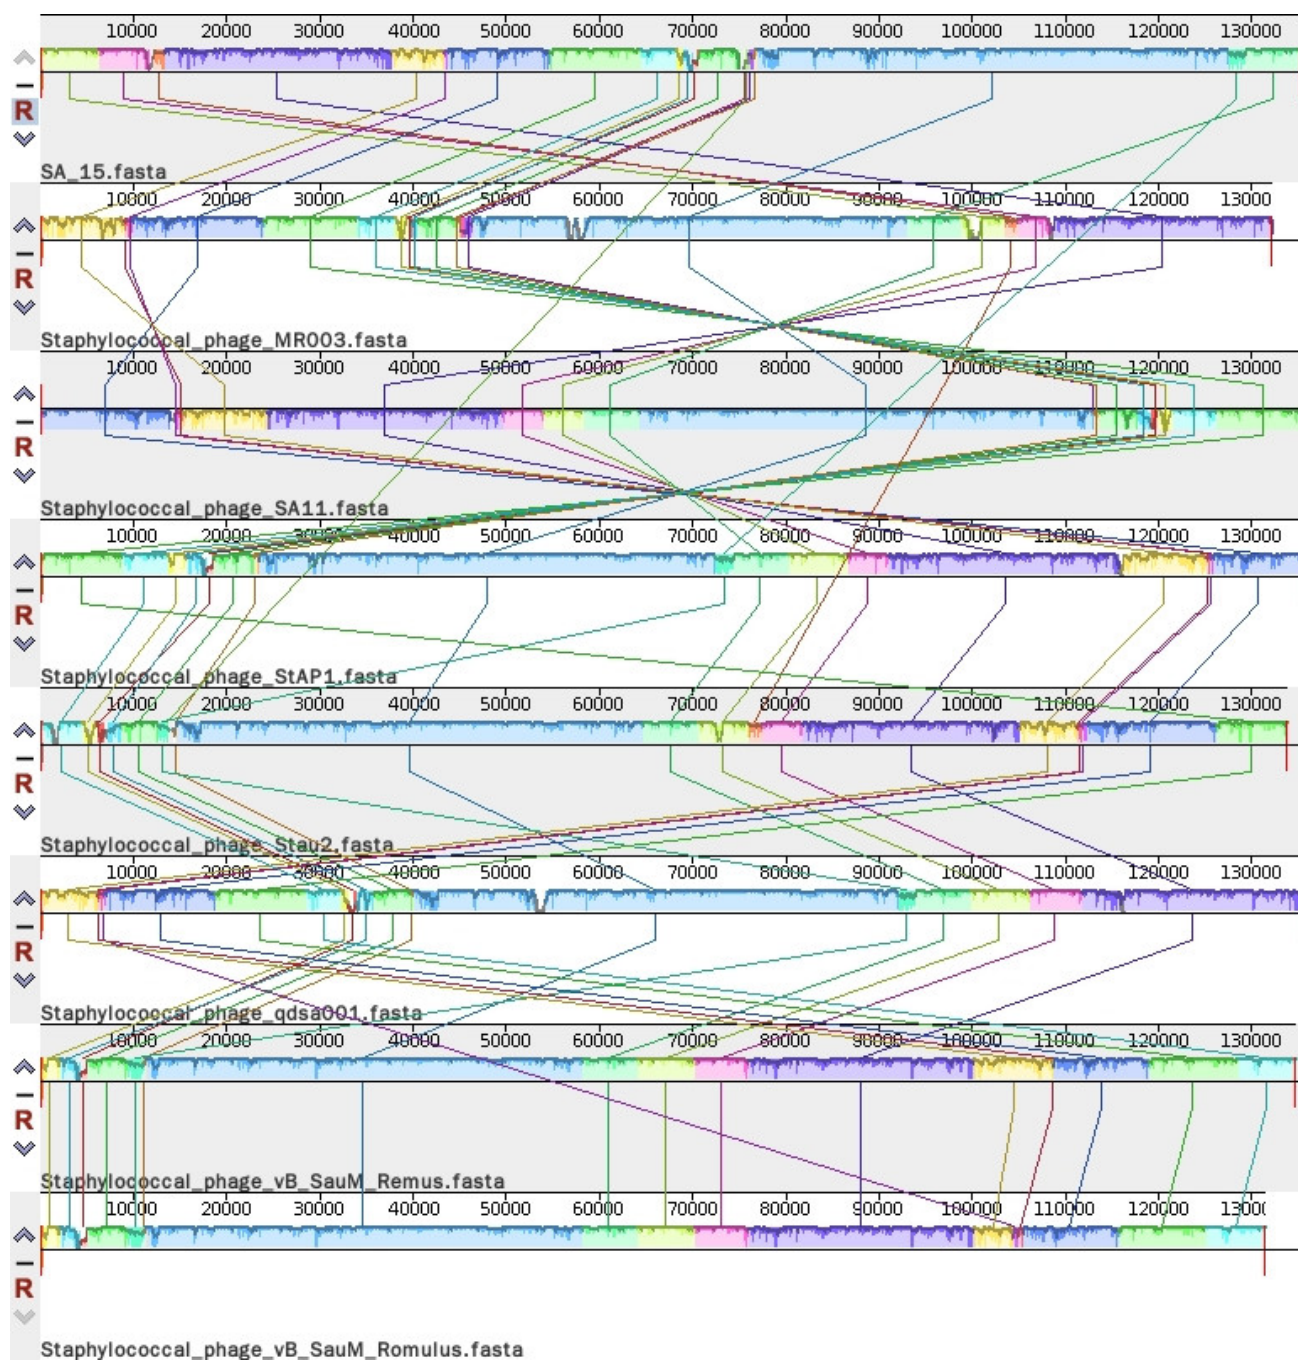 10000 20000 30000 40000 50000 60000 70000 80000 90000 100000 110000 120000 130000
R
SA_15.fasta
10000 20000 30000 40000 50000 60000 70000 80000 90000 100000 110000 120000 130000
R
Staphylococcal_phage_MR003.fasta
10000 20000 30000 40000 50000 60000 70000 80000 90000 100000 110000 120000 130000
R
Staphylococcal_phage_SA11.fasta
10000 20000 30000 40000 50000 60000 70000 80000 90000 100000 110000 120000 130000
R
Staphylococcal_phage_StAP1.fasta
10000 20000 30000 40000 50000 60000 70000 80000 90000 100000 110000 120000 130000
R
Staphylococcal_phage_Stau2.fasta
10000 20000 30000 40000 50000 60000 70000 80000 90000 100000 110000 120000 130000
R
Staphylococcal_phage_qdsa001.fasta
10000 20000 30000 40000 50000 60000 70000 80000 90000 100000 110000 120000 130000
R
Staphylococcal_phage_vB_SauM_Remus.fasta
10000 20000 30000 40000 50000 60000 70000 80000 90000 100000 110000 120000 13000
R
Staphylococcal_phage_vB_SauM_Romulus.fasta